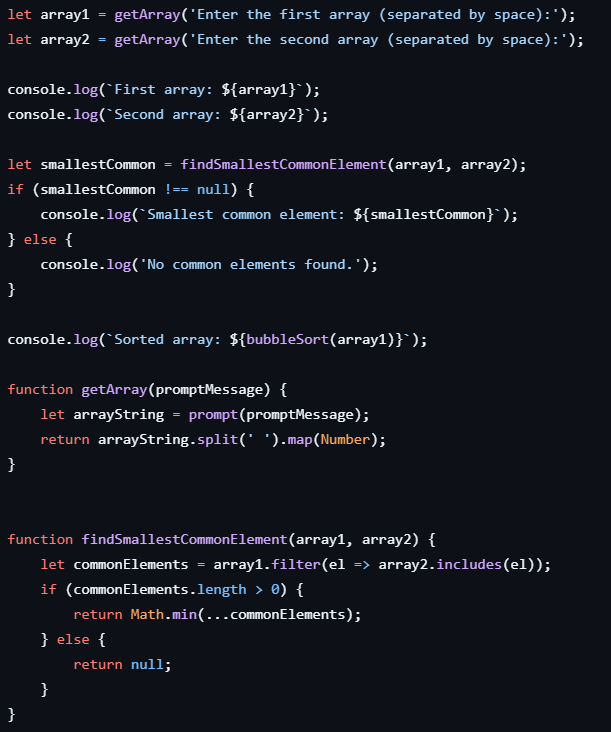 let array1 = getArray('Enter the first array (separated by space):');
let array2 = getArray('Enter the second array (separated by space):');

console.log(`First array: ${array1}`);
console.log(`Second array: ${array2}`);

let smallestCommon = findSmallestCommonElement(array1, array2);
if (smallestCommon !== null) {
    console.log(`Smallest common element: ${smallestCommon}`);
} else {
    console.log('No common elements found.');
}

console.log(`Sorted array: ${bubbleSort(array1)}`);

function getArray(promptMessage) {
    let arrayString = prompt(promptMessage);
    return arrayString.split(' ').map(Number);
}


function findSmallestCommonElement(array1, array2) {
    let commonElements = array1.filter(el => array2.includes(el));
    if (commonElements.length > 0) {
        return Math.min(...commonElements);
    } else {
        return null;
    }
}